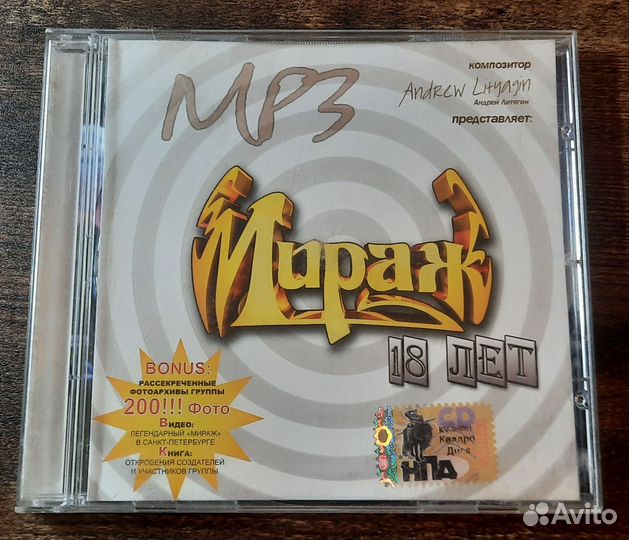 MP3
композитор
Andrew Lityagin
Андрей Литягин
представляет:
Мираж
18 ЛЕТ
BONUS:
РАССЕКРЕЧЕННЫЕ
ФОТОАРХИВЫ ГРУППЫ
200!!! Фото
Видео:
ЛЕГЕНДАРНЫЙ «МИРАЖ»
В САНКТ-ПЕТЕРБУРГЕ
Книга:
ОТКРОВЕНИЯ СОЗДАТЕЛЕЙ
И УЧАСТНИКОВ ГРУППЫ
CD
Квадро
Диск
НПД
Avito